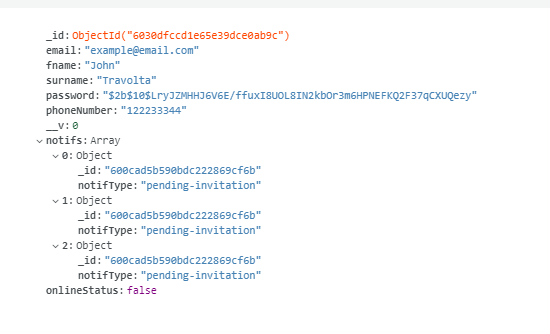 _id: ObjectId("6030dfccd1e65e39dce0ab9c")
email: "example@email.com"
fname: "John"
surname: "Travolta"
password: "$2b$10$LryJZMHHJ6V6E/ffuxI8UOL8IN2kbOr3m6HPNEFKQ2F37qCXUQezy"
phoneNumber: "122233344"
__v: 0
notifs: Array
0: Object
_id: "600cad5b590bdc222869cf6b"
notifType: "pending-invitation"
1: Object
_id: "600cad5b590bdc222869cf6b"
notifType: "pending-invitation"
2: Object
_id: "600cad5b590bdc222869cf6b"
notifType: "pending-invitation"
onlineStatus: false